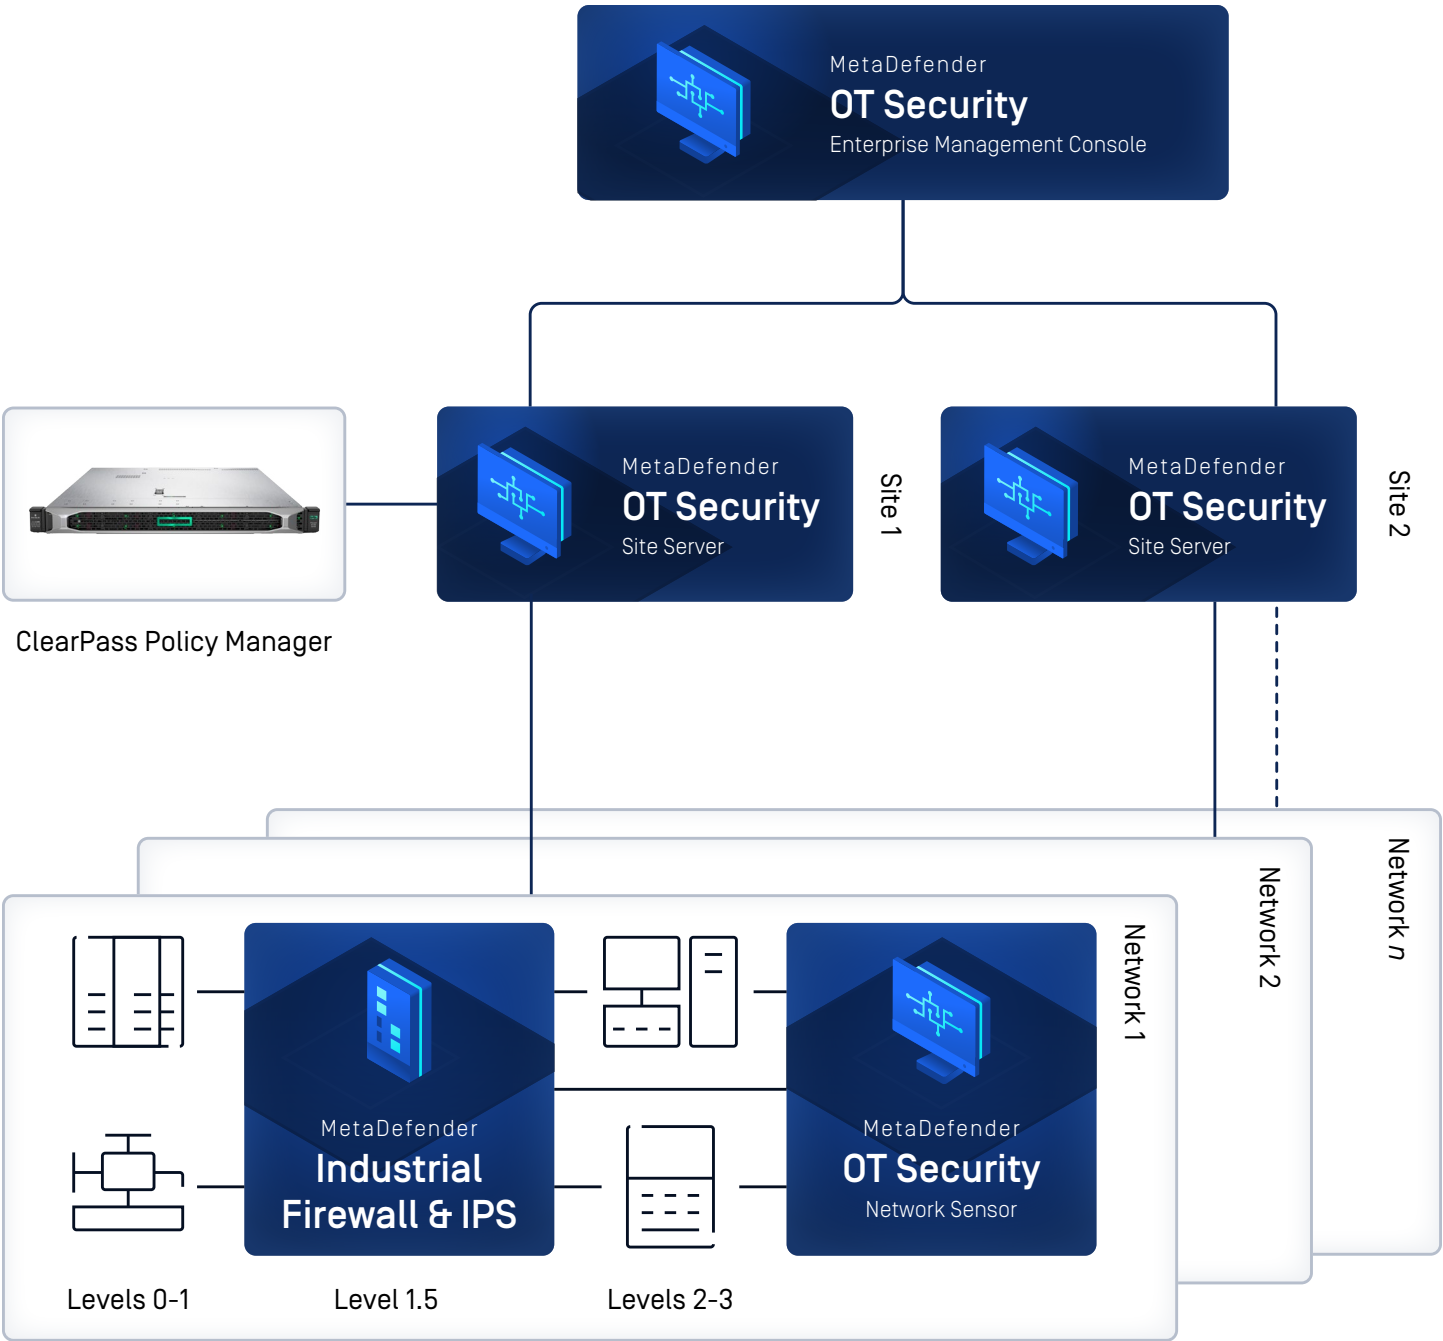 MetaDefender
OT Security
Enterprise Management Console
MetaDefender
OT Security
Site Server
Site 1
MetaDefender
OT Security
Site Server
Site 2
ClearPass Policy Manager
Network 1
Network 2
Network n
MetaDefender
Industrial
Firewall & IPS
MetaDefender
OT Security
Network Sensor
Levels 0-1
Level 1.5
Levels 2-3